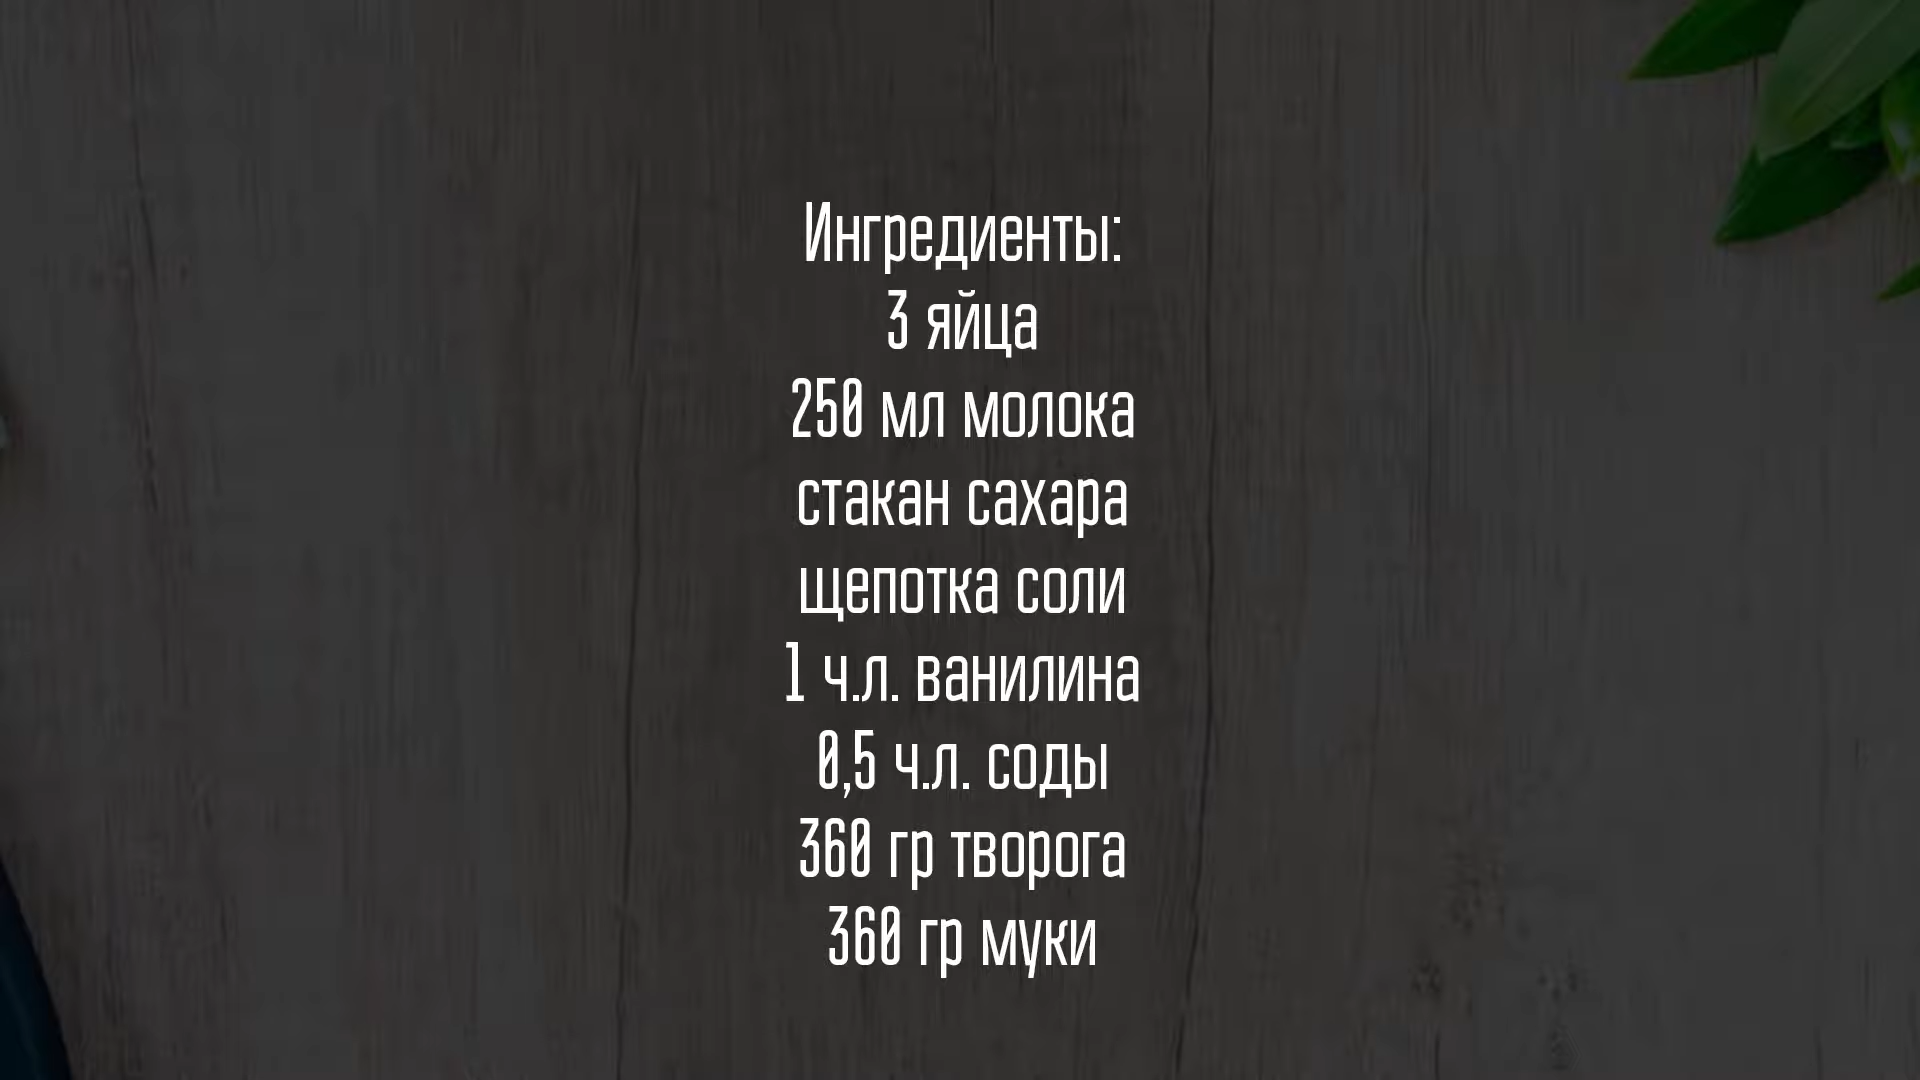 Ингредиенты:
3 яйца
250 мл молока
стакан сахара
щепотка соли
1 ч.л. ванилина
0,5 ч.л. соды
360 гр творога
360 гр муки